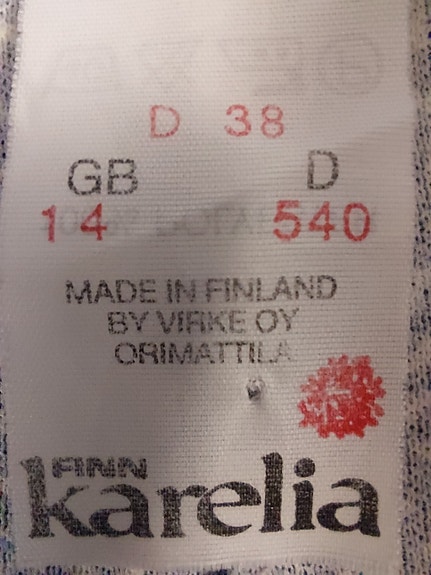 D 38
GB D
14 540
MADE IN FINLAND
BY VIRKE OY
ORIMATTILA
FINN
karelia